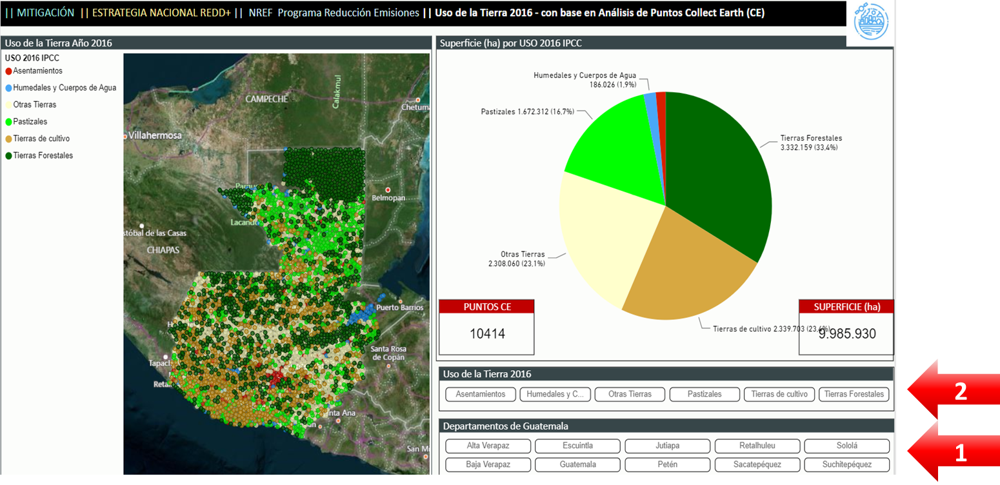 || MITIGACIÓN || ESTRATEGIA NACIONAL REDD+ || NREF Programa Reducción Emisiones || Uso de la Tierra 2016 - con base en Análisis de Puntos Collect Earth (CE)
Uso de la Tierra Año 2016
USO 2016 IPCC
Asentamientos
Humedales y Cuerpos de Agua
Otras Tierras
Pastizales
Tierras de cultivo
Tierras Forestales
CAMPECHE
Calakmul
Chetum
Villahermosa
Belmopan
Lacand
stóbal de las Casas
CHIAPAS
Puerto Barrios
Santa Rosa
de Copán
Tapach
Retal
nta Ana
San Mi
Superficie (ha) por USO 2016 IPCC
Humedales y Cuerpos de Agua
186.026 (1,9%)
Pastizales 1.672.312 (16,7%)
Tierras Forestales
3.332.159 (33,4%)
Otras Tierras
2.308.060 (23,1%)
Tierras de cultivo 2.339.703 (23,4%)
PUNTOS CE
10414
SUPERFICIE (ha)
9.985.930
Uso de la Tierra 2016
Asentamientos Humedales y C... Otras Tierras Pastizales Tierras de cultivo Tierras Forestales
2
Departamentos de Guatemala
Alta Verapaz Escuintla Jutiapa Retalhuleu Sololá
Baja Verapaz Guatemala Petén Sacatepéquez Suchitepéquez
1